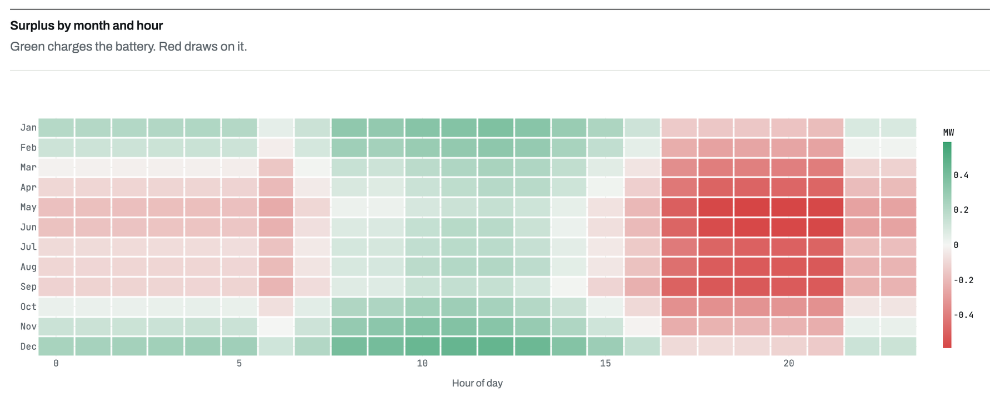 Surplus by month and hour
Green charges the battery. Red draws on it.
Jan
Feb
Mar
Apr
May
Jun
Jul
Aug
Sep
Oct
Nov
Dec
0 5 10 15 20
Hour of day
MW
0.4
0.2
0
-0.2
-0.4